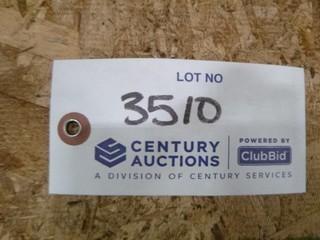 LOT NO
3510
CENTURY AUCTIONS
POWERED BY
ClubBid
A DIVISION OF CENTURY SERVICES